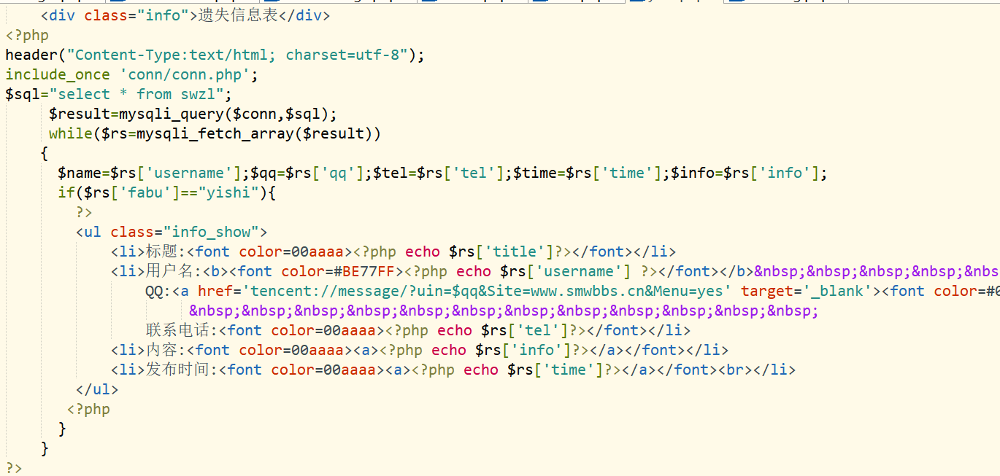 <div class="info">遗失信息表</div>
<?php
header("Content-Type:text/html; charset=utf-8");
include_once 'conn/conn.php';
$sql="select * from swzl";
$result=mysqli_query($conn,$sql);
while($rs=mysqli_fetch_array($result))
{
$name=$rs['username'];$qq=$rs['qq'];$tel=$rs['tel'];$time=$rs['time'];$info=$rs['info'];
if($rs['fabu']=="yishi"){
?>
<ul class="info_show">
<li>标题:<font color=00aaaa><?php echo $rs['title']?></font></li>
<li>用户名:<b><font color=#BE77FF><?php echo $rs['username'] ?></font></b>&nbsp;&nbsp;&nbsp;&nbsp;&nbs
QQ:<a href='tencent://message/?uin=$qq&Site=www.smwbbs.cn&Menu=yes' target='_blank'><font color=#
&nbsp;&nbsp;&nbsp;&nbsp;&nbsp;&nbsp;&nbsp;&nbsp;&nbsp;&nbsp;&nbsp;&nbsp;
联系电话:<font color=00aaaa><?php echo $rs['tel']?></font></li>
<li>内容:<font color=00aaaa><a><?php echo $rs['info']?></a></font></li>
<li>发布时间:<font color=00aaaa><a><?php echo $rs['time']?></a></font><br></li>
</ul>
<?php
}
}
?>